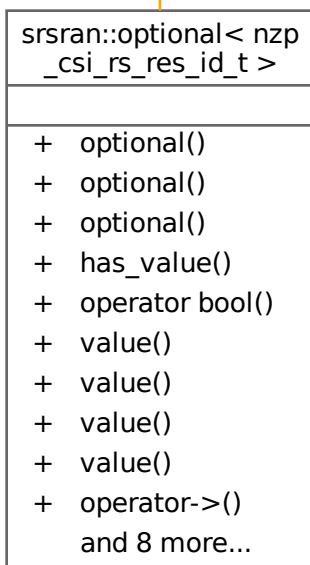 srsran::optional< nzp
_csi_rs_res_id_t >
+ optional()
+ optional()
+ optional()
+ has_value()
+ operator bool()
+ value()
+ value()
+ value()
+ value()
+ operator->()
and 8 more...